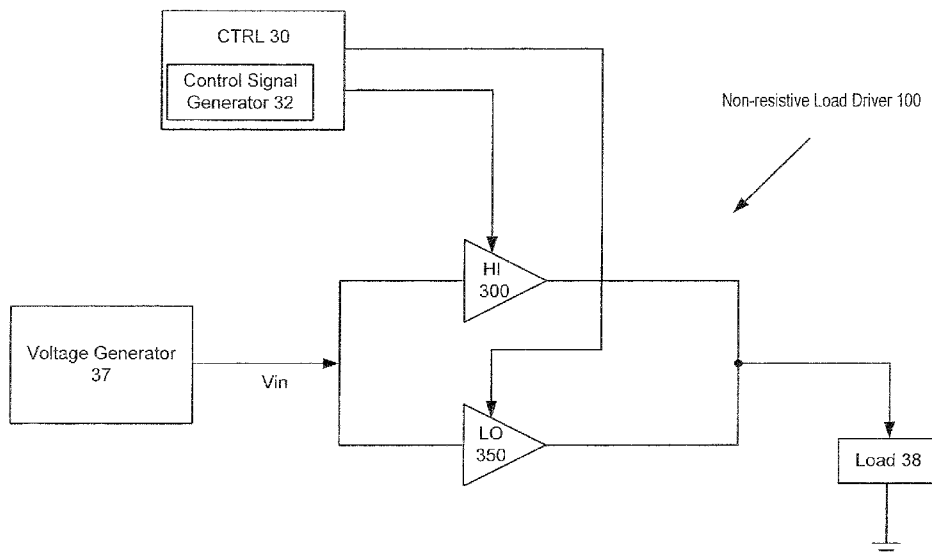 CTRL 30
Control Signal
Generator 32
Non-resistive Load Driver 100
HI
300
Voltage Generator
37
Vin
LO
350
Load 38